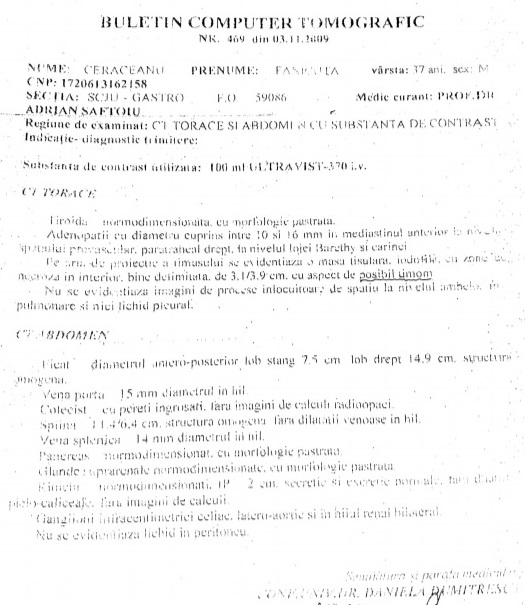 BULETIN COMPUTER TOMOGRAFIC
NR. 469 din 03.11.2009
NUME: CERACEANU PRENUME: FANICUTA vârsta: 37 ani, sex: M
CNP: 1720613162158
SECŢIA: SCJU - GASTRO F.O. 59086 Medic curant: PROF.DR
ADRIAN SAFTOIU
Regiune de examinat: CT TORACE SI ABDOMEN CU SUBSTANTA DE CONTRAST
Indicaţie- diagnostic trimitere:
Substanta de contrast utilizata: 100 ml ULTRAVIST-370 i.v.
CT TORACE
Tiroida normodimensionata, cu morfologie pastrata.
Adenopatii cu diametru cuprins intre 10 si 16 mm in mediastinul anterior la nivelul
spatiului prevascular, paratraheal drept, la nivelul lojei Barethy si carinei
Pe aria de proiectie a timusului se evidentiaza o masa tisulara, iodofila, cu zone de
necroza in interior, bine delimitata, de 3.1/3.9 cm, cu aspect de posibil timom
Nu se evidentiaza imagini de procese inlocuitoare de spatiu la nivelul ambelor
pulmonare si nici lichid pleural.
CT ABDOMEN
Ficat diametrul antero-posterior lob stang 7.5 cm lob drept 14.9 cm, structura
omogena.
Vena porta 15 mm diametrul in hil.
Colecist cu pereti ingrosati, fara imagini de calculi radioopaci.
Splina 11.4/6.4 cm, structura omogena fara dilatatii venoase in hil.
Vena splenica 14 mm diametrul in hil.
Pancreas normodimensionat, cu morfologie pastrata.
Glande suprarenale normodimensionate, cu morfologie pastrata.
Rinichi normodimensionati, IP 2 cm, secretie si excretie normale, fara
pielo-caliceale, fara imagini de calculi.
Ganglioni infracentimetrici celiac, latero-aortic si in hilul renal bilateral.
Nu se evidentiaza lichid in peritoneu.
Semnătura şi parafa medicului
CONF.UNIV.DR. DANIELA DUMITRESCU